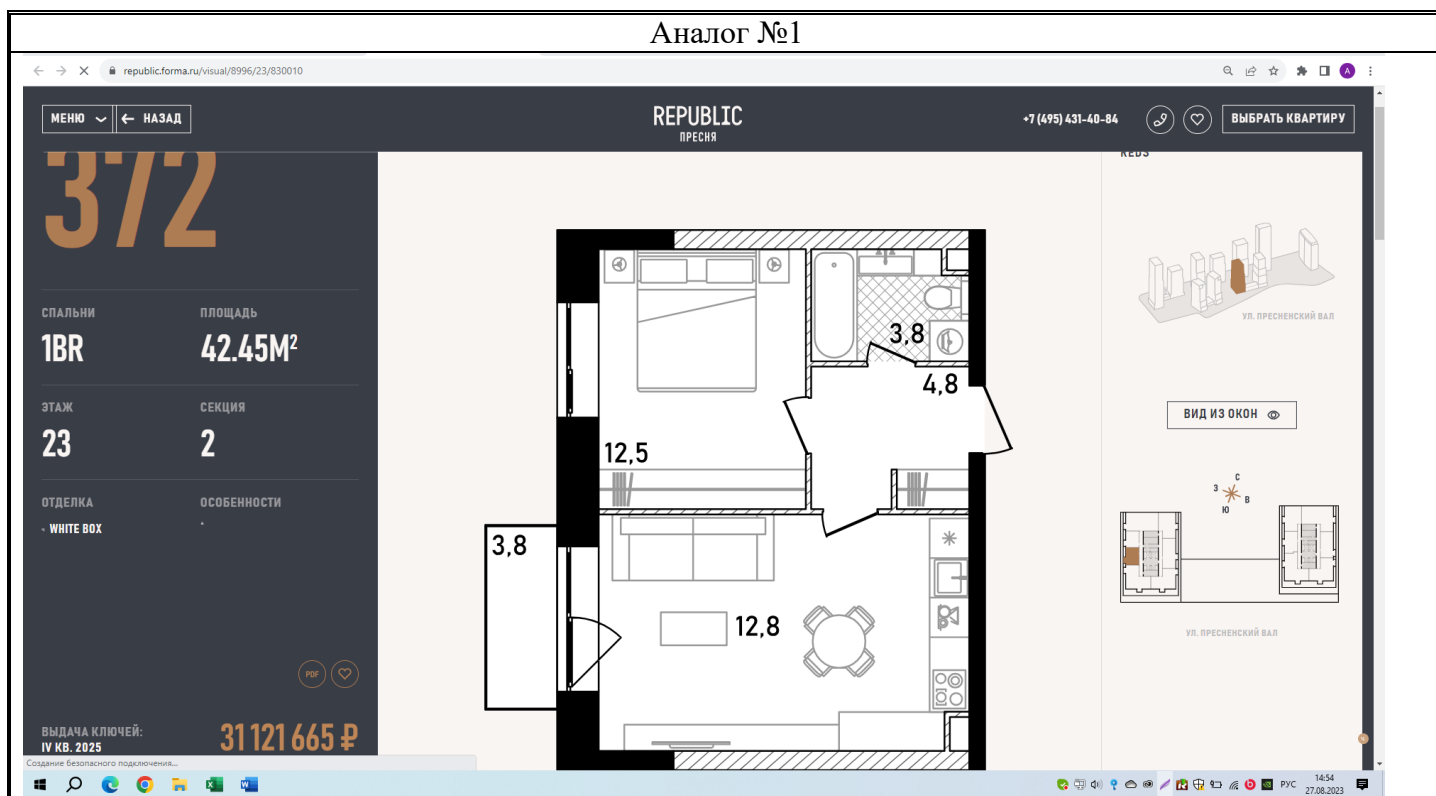 Аналог №1
republic.forma.ru/visual/8996/23/830010
A
МЕНЮ
НАЗАД
REPUBLIC
ПРЕСНЯ
+7 (495) 431-40-84
ВЫБРАТЬ КВАРТИРУ
REDS
372
СПАЛЬНИ
ПЛОЩАДЬ
1BR
42.45М²
ЭТАЖ
СЕКЦИЯ
23
2
ОТДЕЛКА
ОСОБЕННОСТИ
WHITE BOX
PDF
ВЫДАЧА КЛЮЧЕЙ:
IV КВ. 2025
31 121 665 ₽
3,8
4,8
12,5
3,8
12,8
УЛ. ПРЕСНЕНСКИЙ ВАЛ
ВИД ИЗ ОКОН
С
З
В
Ю
УЛ. ПРЕСНЕНСКИЙ ВАЛ
Создание безопасного подключения...
РУС
14:54
27.08.2023